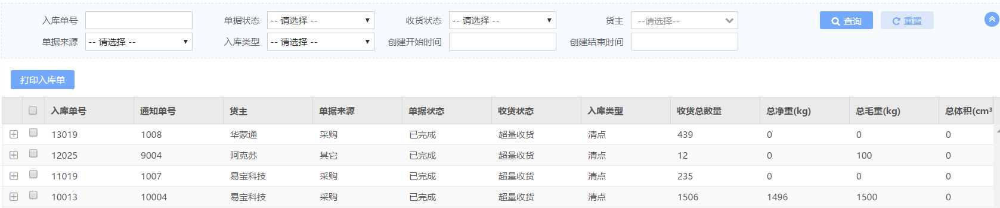 入库单号 单据状态 -- 请选择 -- 收货状态 -- 请选择 -- 货主 --请选择-- 查询 重置
单据来源 -- 请选择 -- 入库类型 -- 请选择 -- 创建开始时间 创建结束时间
打印入库单
入库单号 通知单号 货主 单据来源 单据状态 收货状态 入库类型 收货总数量 总净重(kg) 总毛重(kg) 总体积(cm³
13019 1008 华蒙通 采购 已完成 超量收货 清点 439 0 0 0
12025 9004 阿克苏 其它 已完成 超量收货 清点 12 0 100 0
11019 1007 易宝科技 采购 已完成 超量收货 清点 235 0 0 0
10013 10004 易宝科技 采购 已完成 超量收货 清点 1506 1496 1500 0